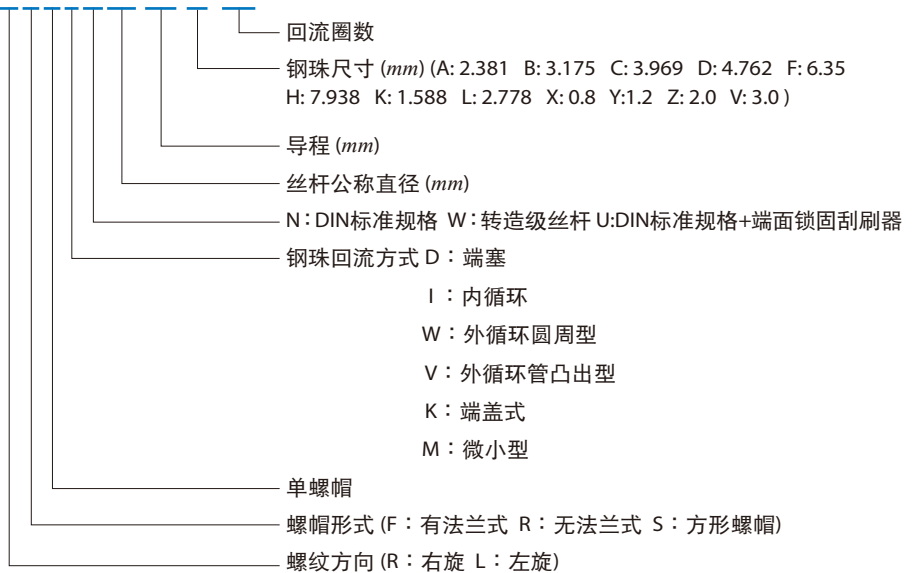 回流圈数
钢珠尺寸 (mm) (A: 2.381 B: 3.175 C: 3.969 D: 4.762 F: 6.35
H: 7.938 K: 1.588 L: 2.778 X: 0.8 Y:1.2 Z: 2.0 V: 3.0 )
导程 (mm)
丝杆公称直径 (mm)
N：DIN标准规格 W：转造级丝杆 U:DIN标准规格+端面锁固刮刷器
钢珠回流方式 D：端塞
I：内循环
W：外循环圆周型
V：外循环管凸出型
K：端盖式
M：微小型
单螺帽
螺帽形式 (F：有法兰式 R：无法兰式 S：方形螺帽)
螺纹方向 (R：右旋 L：左旋)